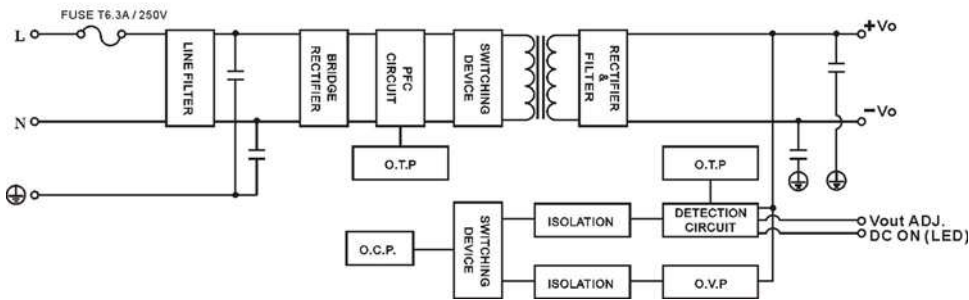 FUSE T6.3A / 250V
L
N
LINE FILTER
BRIDGE
RECTIFIER
PFC
CIRCUIT
O.T.P
SWITCHING
DEVICE
RECTIFIER
&
FILTER
+Vo
−Vo
O.T.P
DETECTION
CIRCUIT
ISOLATION
SWITCHING
DEVICE
O.C.P.
ISOLATION
O.V.P
Vout ADJ.
DC ON (LED)